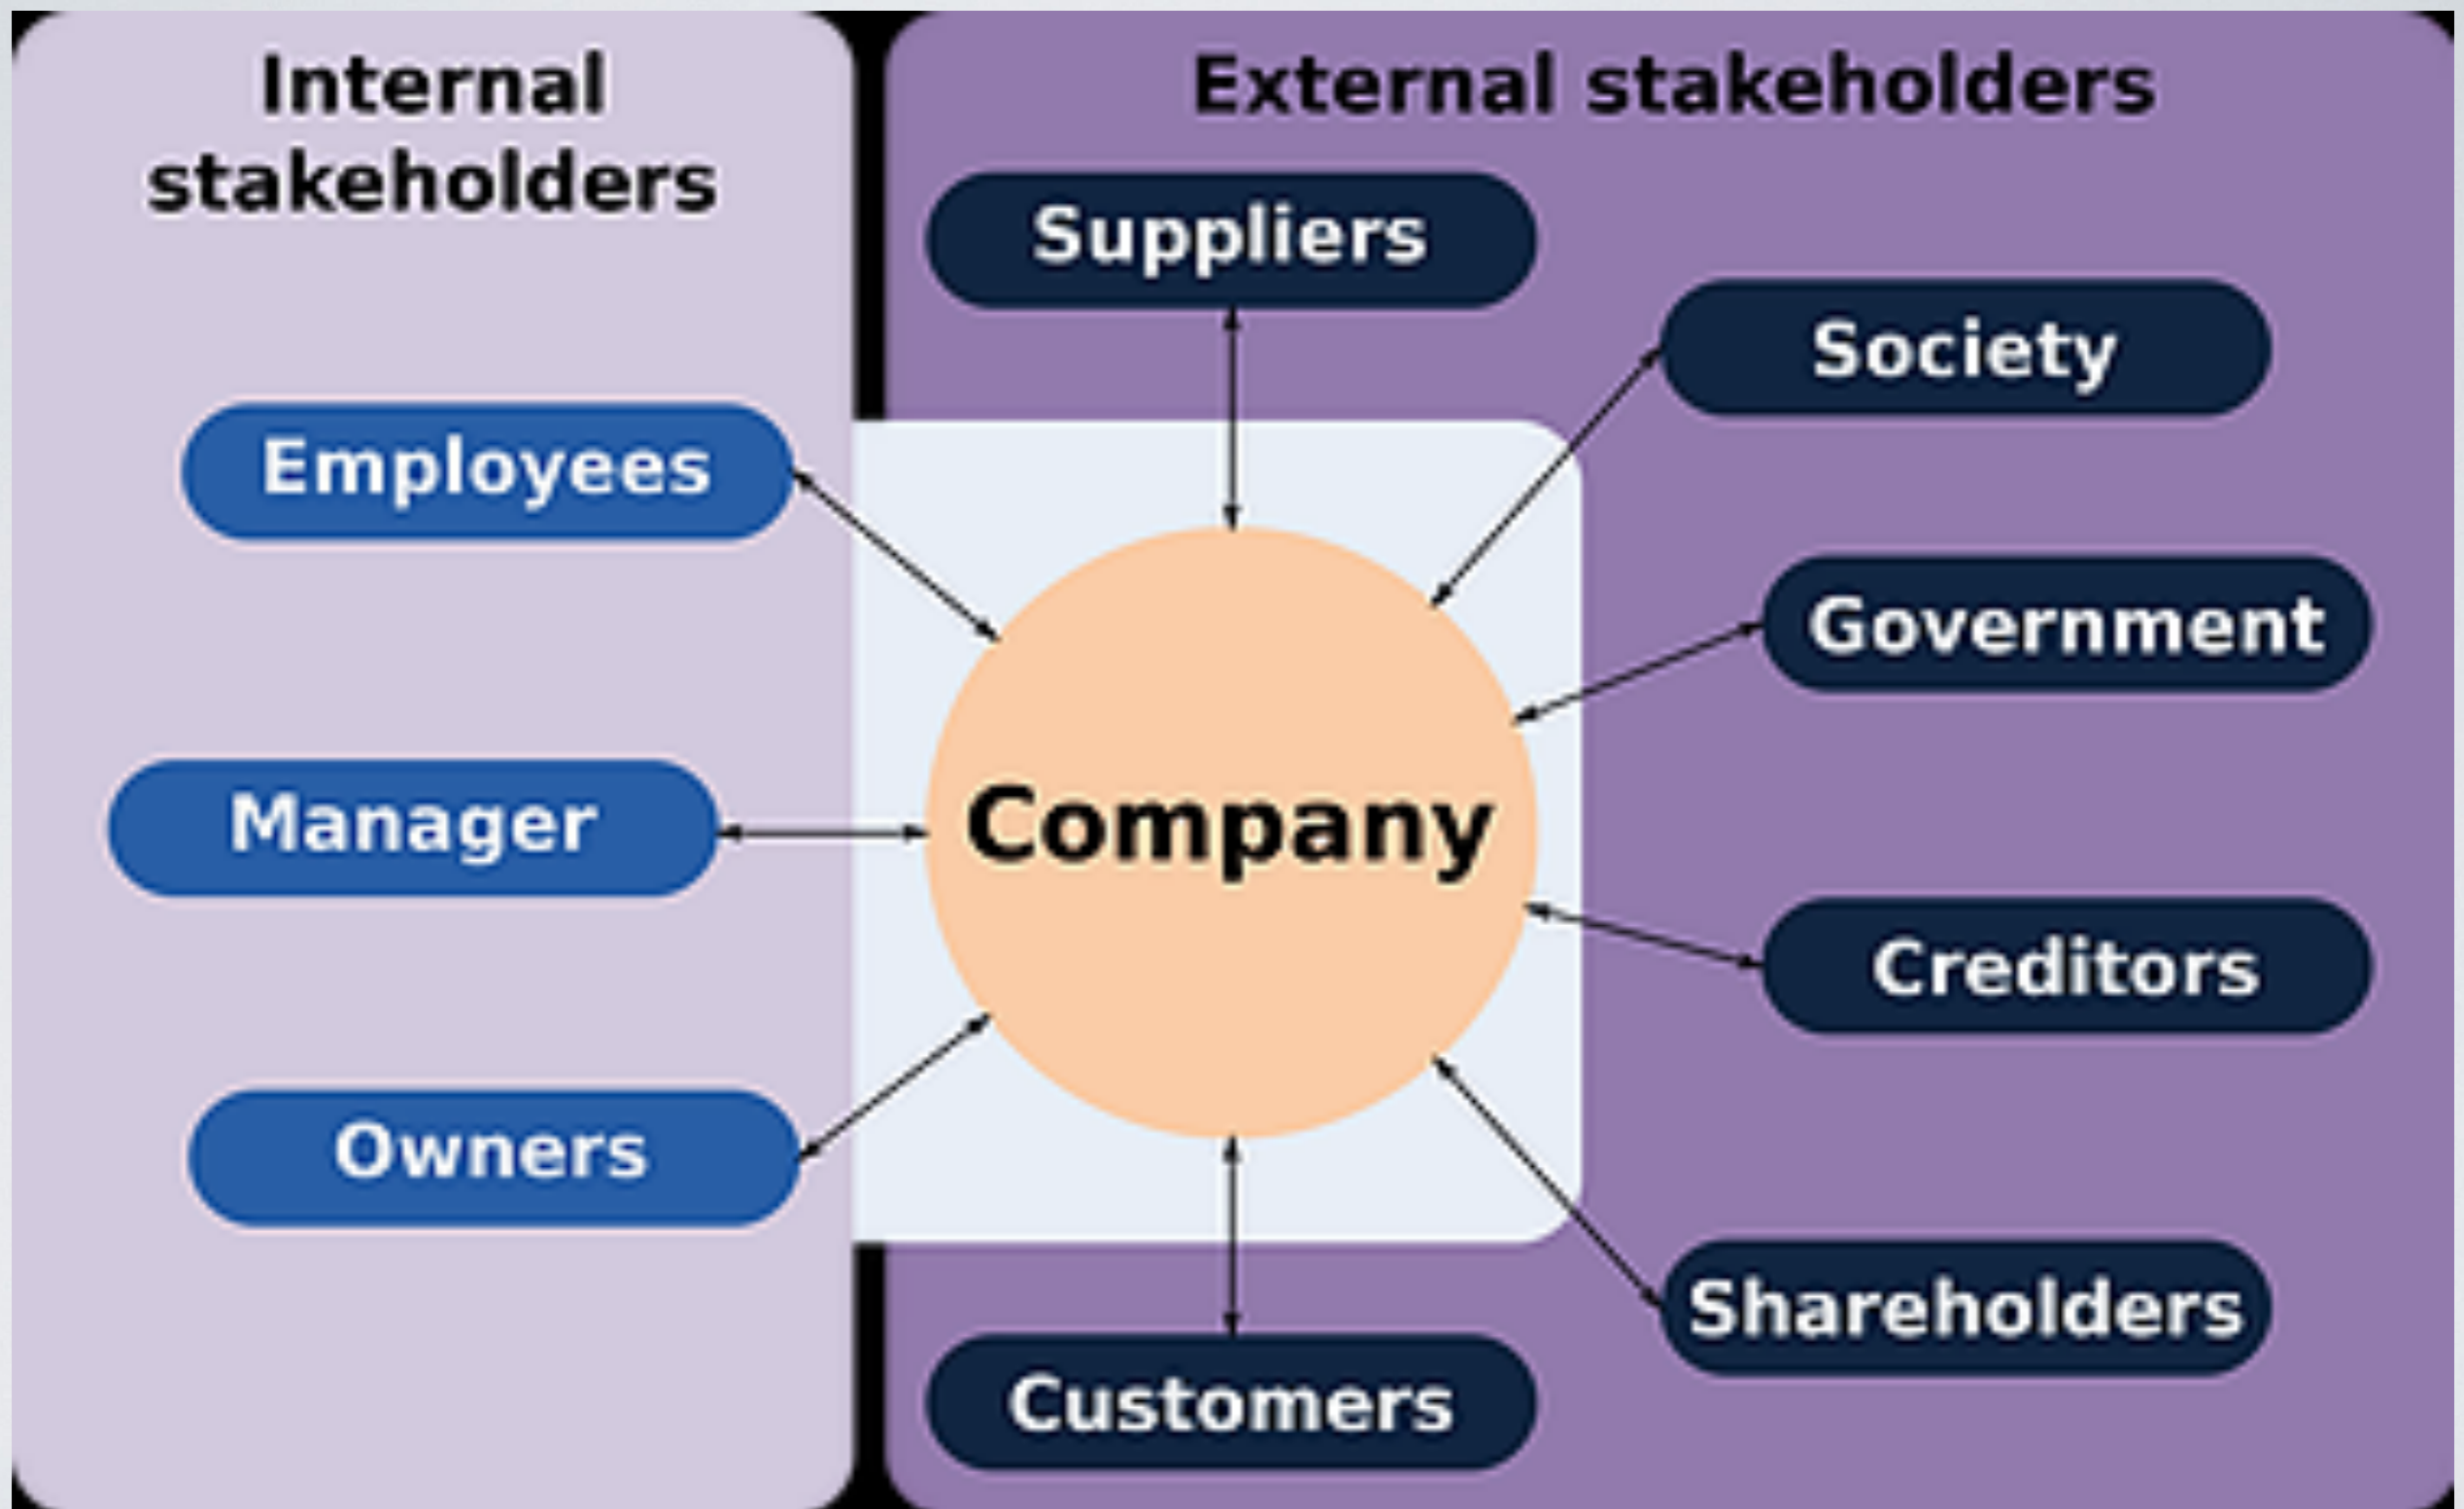 Internal
stakeholders
External stakeholders
Suppliers
Society
Employees
Government
Manager
Company
Creditors
Owners
Shareholders
Customers